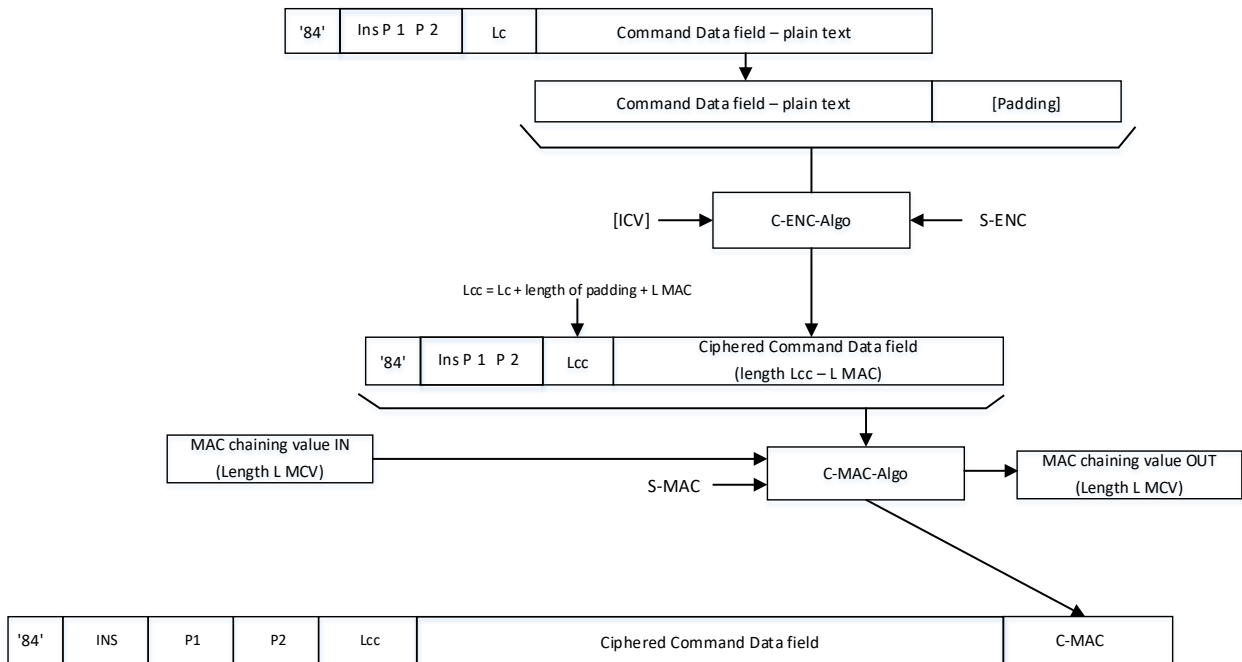 '84' Ins P 1 P 2 Lc Command Data field – plain text
Command Data field – plain text [Padding]
[ICV] C-ENC-Algo S-ENC
Lcc = Lc + length of padding + L MAC
'84' Ins P 1 P 2 Lcc Ciphered Command Data field
(length Lcc – L MAC)
MAC chaining value IN
(Length L MCV)
S-MAC
C-MAC-Algo
MAC chaining value OUT
(Length L MCV)
'84' INS P1 P2 Lcc Ciphered Command Data field C-MAC